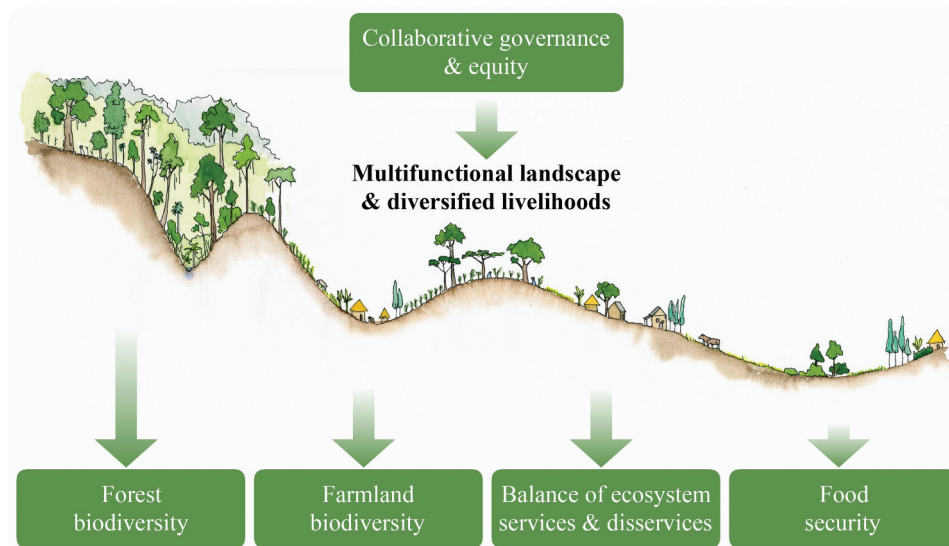 Collaborative governance
& equity
Multifunctional landscape
& diversified livelihoods
Forest
biodiversity
Farmland
biodiversity
Balance of ecosystem
services & disservices
Food
security